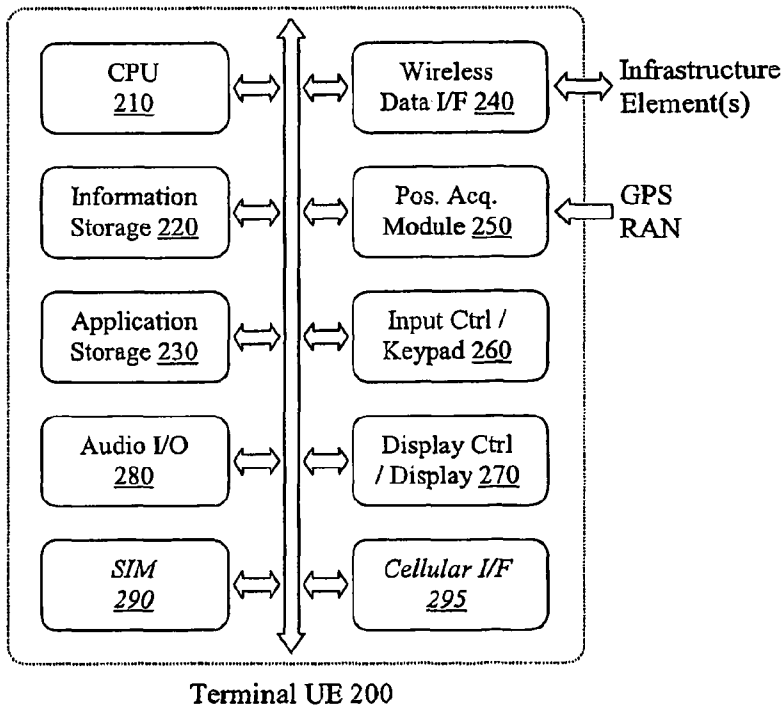 CPU
210
Wireless
Data I/F 240
Infrastructure
Element(s)
Information
Storage 220
Pos. Acq.
Module 250
GPS
RAN
Application
Storage 230
Input Ctrl /
Keypad 260
Audio I/O
280
Display Ctrl
/ Display 270
SIM
290
Cellular I/F
295
Terminal UE 200